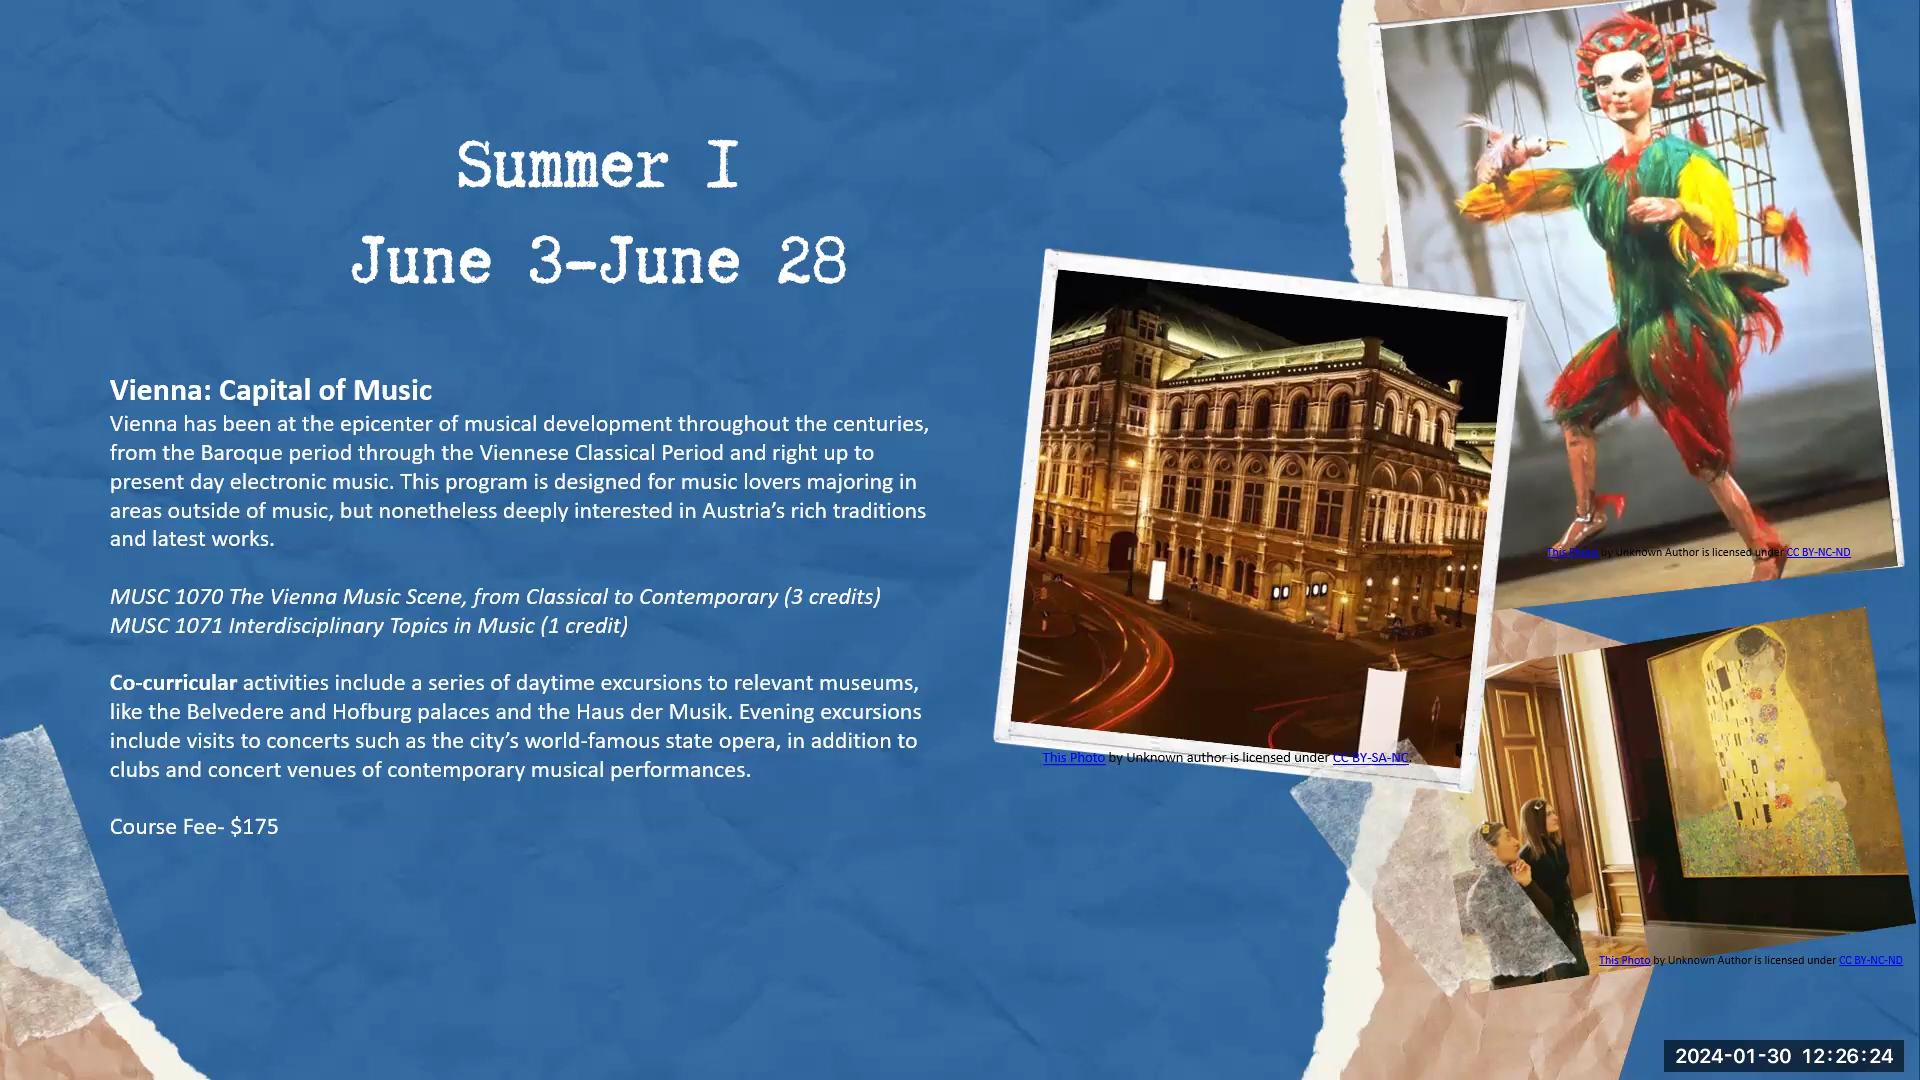 Summer I
June 3-June 28
Vienna: Capital of Music
Vienna has been at the epicenter of musical development throughout the centuries,
from the Baroque period through the Viennese Classical Period and right up to
present day electronic music. This program is designed for music lovers majoring in
areas outside of music, but nonetheless deeply interested in Austria’s rich traditions
and latest works.
MUSC 1070 The Vienna Music Scene, from Classical to Contemporary (3 credits)
MUSC 1071 Interdisciplinary Topics in Music (1 credit)
Co-curricular activities include a series of daytime excursions to relevant museums,
like the Belvedere and Hofburg palaces and the Haus der Musik. Evening excursions
include visits to concerts such as the city’s world-famous state opera, in addition to
clubs and concert venues of contemporary musical performances.
Course Fee- $175
This Photo by Unknown Author is licensed under CC BY-NC-ND
This Photo by Unknown author is licensed under CC BY-SA-NC.
This Photo by Unknown Author is licensed under CC BY-NC-ND
2024-01-30 12:26:24